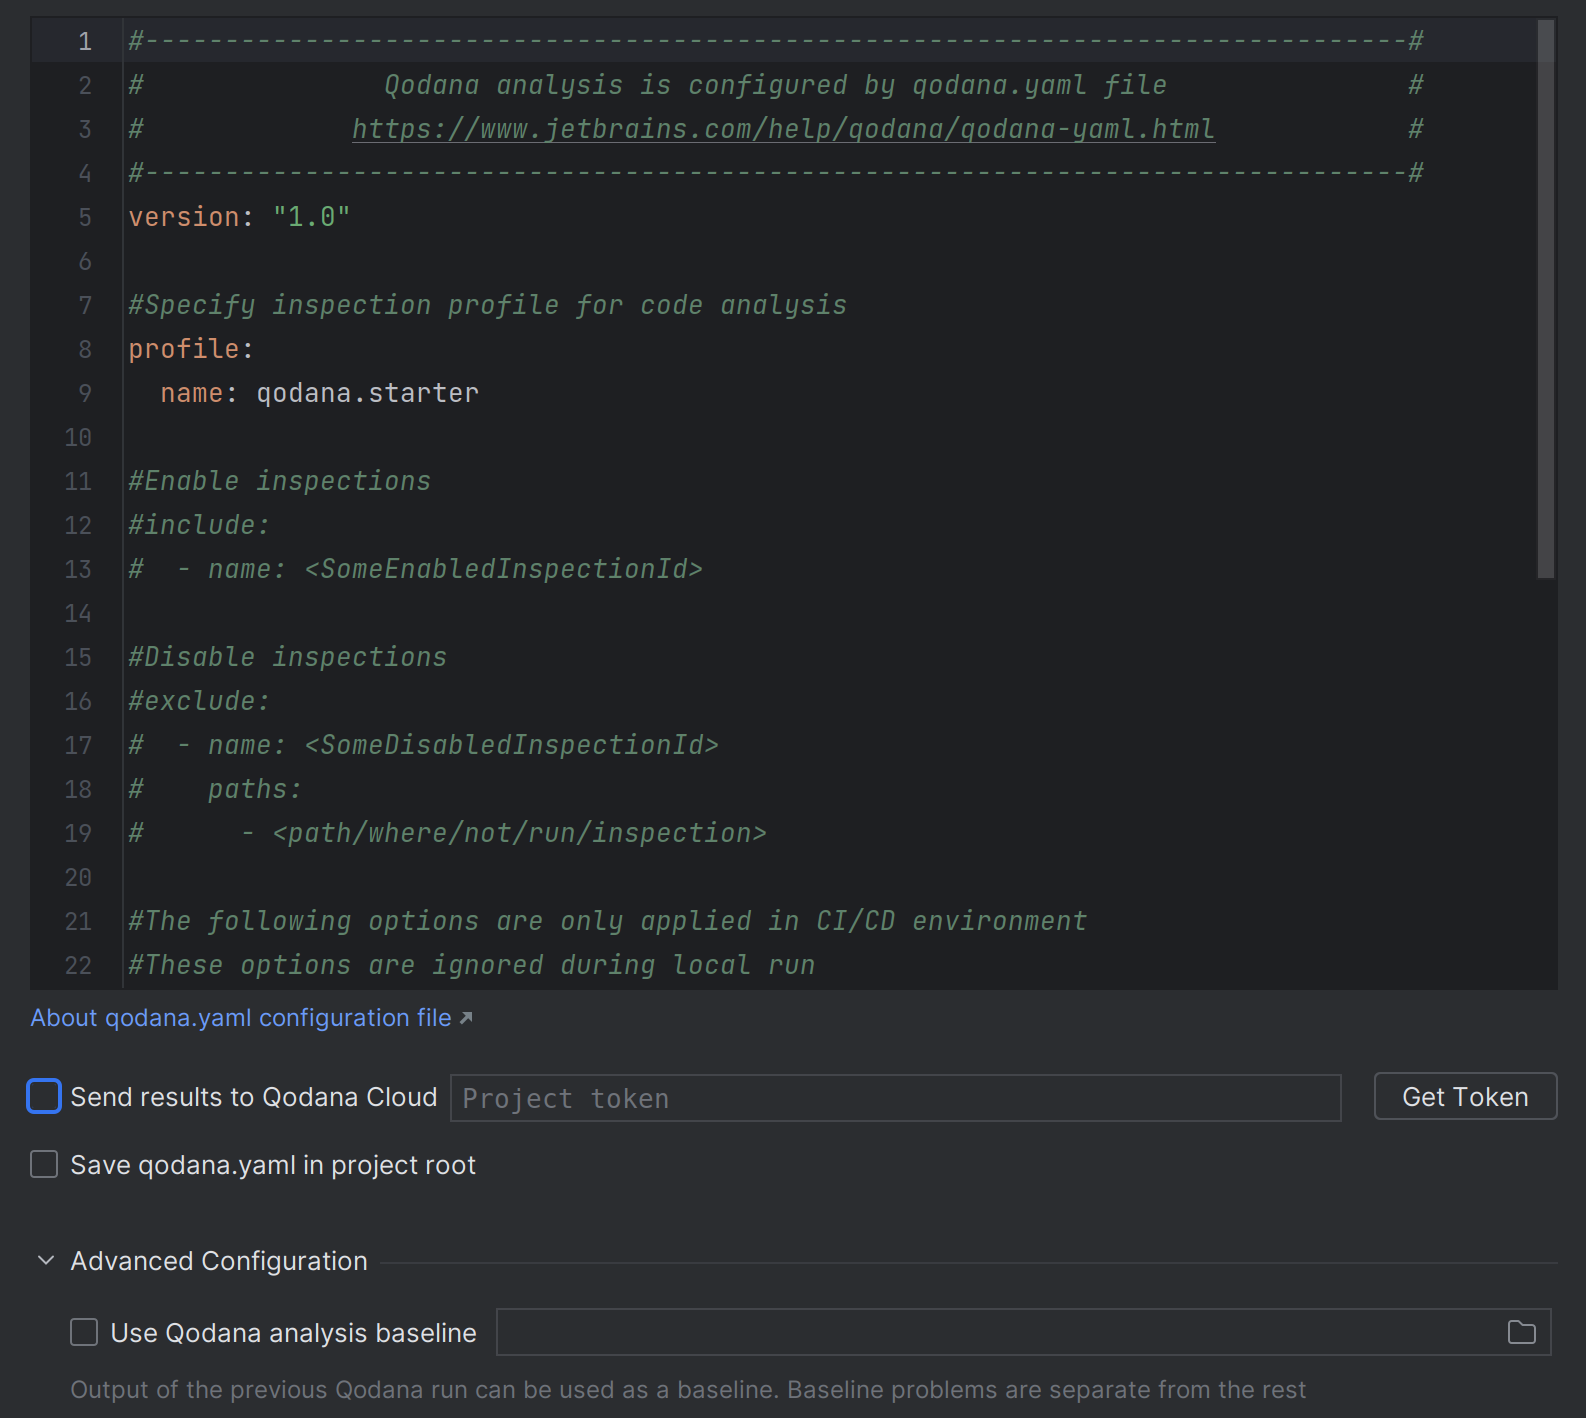 1 #-------------------------------------------------------------------------------#
2 #               Qodana analysis is configured by qodana.yaml file               #
3 #             https://www.jetbrains.com/help/qodana/qodana-yaml.html            #
4 #-------------------------------------------------------------------------------#
5 version: "1.0"
6
7 #Specify inspection profile for code analysis
8 profile:
9   name: qodana.starter
10
11 #Enable inspections
12 #include:
13 #  - name: <SomeEnabledInspectionId>
14
15 #Disable inspections
16 #exclude:
17 #  - name: <SomeDisabledInspectionId>
18 #    paths:
19 #      - <path/where/not/run/inspection>
20
21 #The following options are only applied in CI/CD environment
22 #These options are ignored during local run
About qodana.yaml configuration file
Send results to Qodana Cloud Project token Get Token
Save qodana.yaml in project root
Advanced Configuration
Use Qodana analysis baseline
Output of the previous Qodana run can be used as a baseline. Baseline problems are separate from the rest